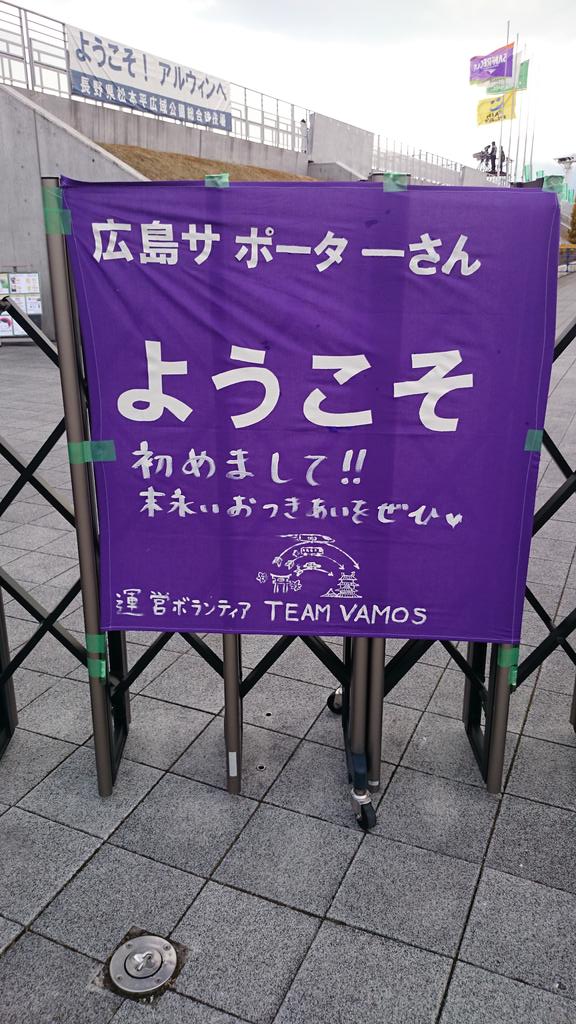 ようこそ！アルウィンへ
長野県松本平広域公園総合球技場
広島サポーターさん
ようこそ
初めまして!!
末永いおつきあいをぜひ♥
運営ボランティア TEAM VAMOS